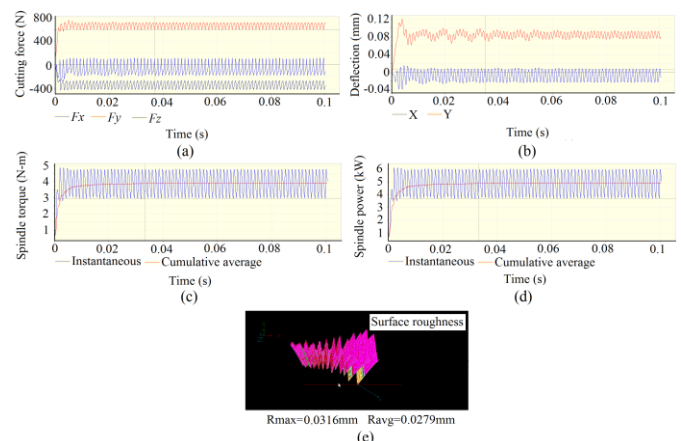 800
400
0
-400
Cutting force (N)
0 0.02 0.04 0.06 0.08 0.1
Fx Fy Fz
Time (s)
(a)
0.12
0.08
0.04
0
-0.04
Deflection (mm)
0 0.02 0.04 0.06 0.08 0.1
X Y
Time (s)
(b)
5
4
3
2
1
Spindle torque (N-m)
0 0.02 0.04 0.06 0.08 0.1
Instantaneous Cumulative average
Time (s)
(c)
6
5
4
3
2
1
Spindle power (kW)
0 0.02 0.04 0.06 0.08 0.1
Instantaneous Cumulative average
Time (s)
(d)
Surface roughness
Rmax=0.0316mm Ravg=0.0279mm
(e)